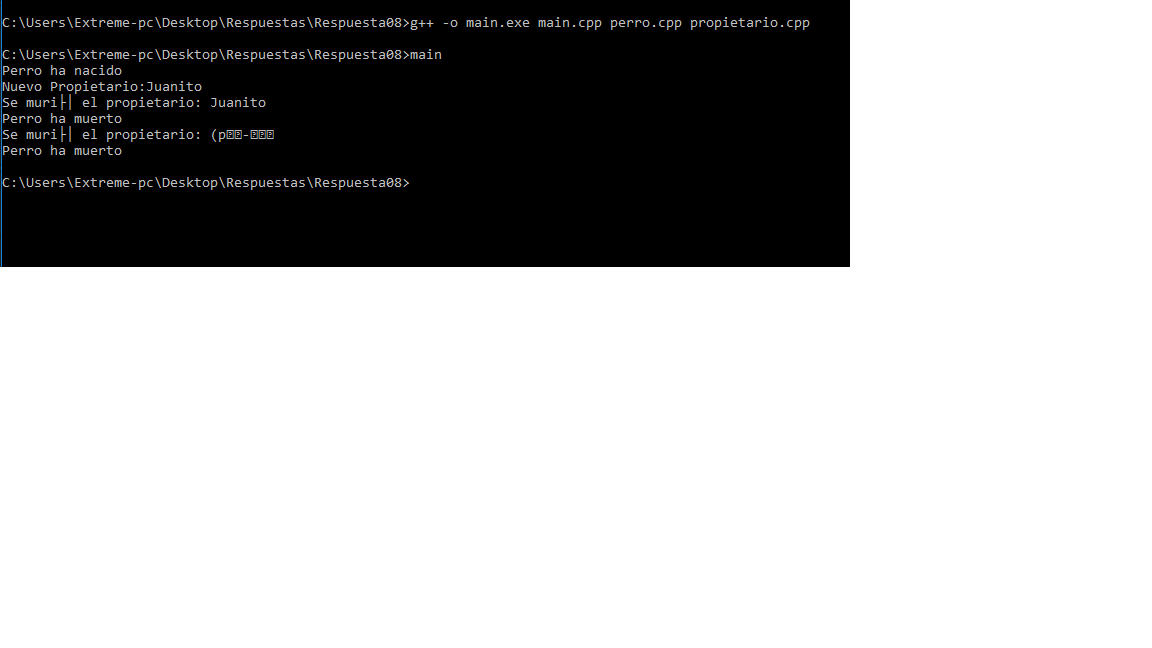 C:\Users\Extreme-pc\Desktop\Respuestas\Respuesta08>g++ -o main.exe main.cpp perro.cpp propietario.cpp
C:\Users\Extreme-pc\Desktop\Respuestas\Respuesta08>main
Perro ha nacido
Nuevo Propietario:Juanito
Se muri├│ el propietario: Juanito
Perro ha muerto
Se muri├│ el propietario: (p⍰⍰-⍰⍰⍰
Perro ha muerto
C:\Users\Extreme-pc\Desktop\Respuestas\Respuesta08>